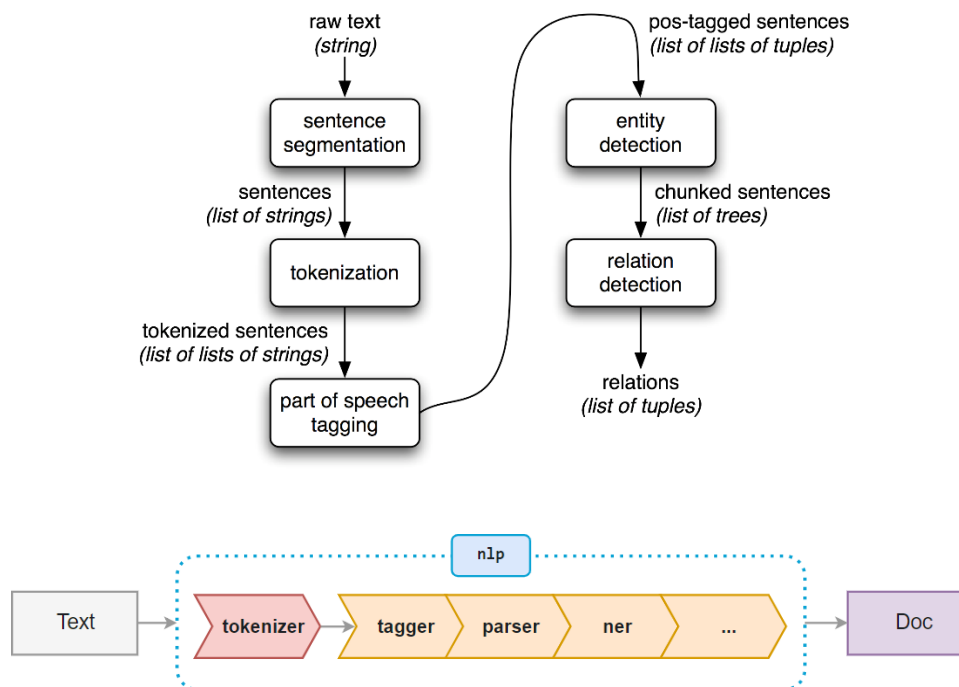 raw text
(string)
sentence
segmentation
sentences
(list of strings)
tokenization
tokenized sentences
(list of lists of strings)
part of speech
tagging
pos-tagged sentences
(list of lists of tuples)
entity
detection
chunked sentences
(list of trees)
relation
detection
relations
(list of tuples)
nlp
Text
tokenizer
tagger
parser
ner
...
Doc